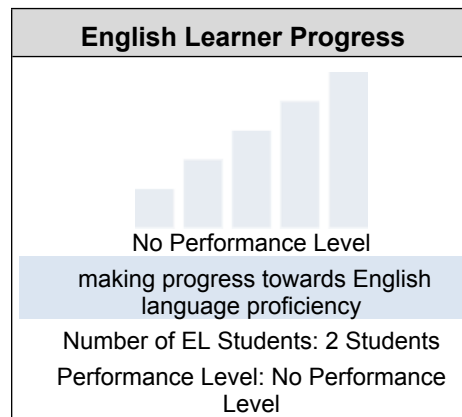 English Learner Progress
No Performance Level
making progress towards English
language proficiency
Number of EL Students: 2 Students
Performance Level: No Performance
Level